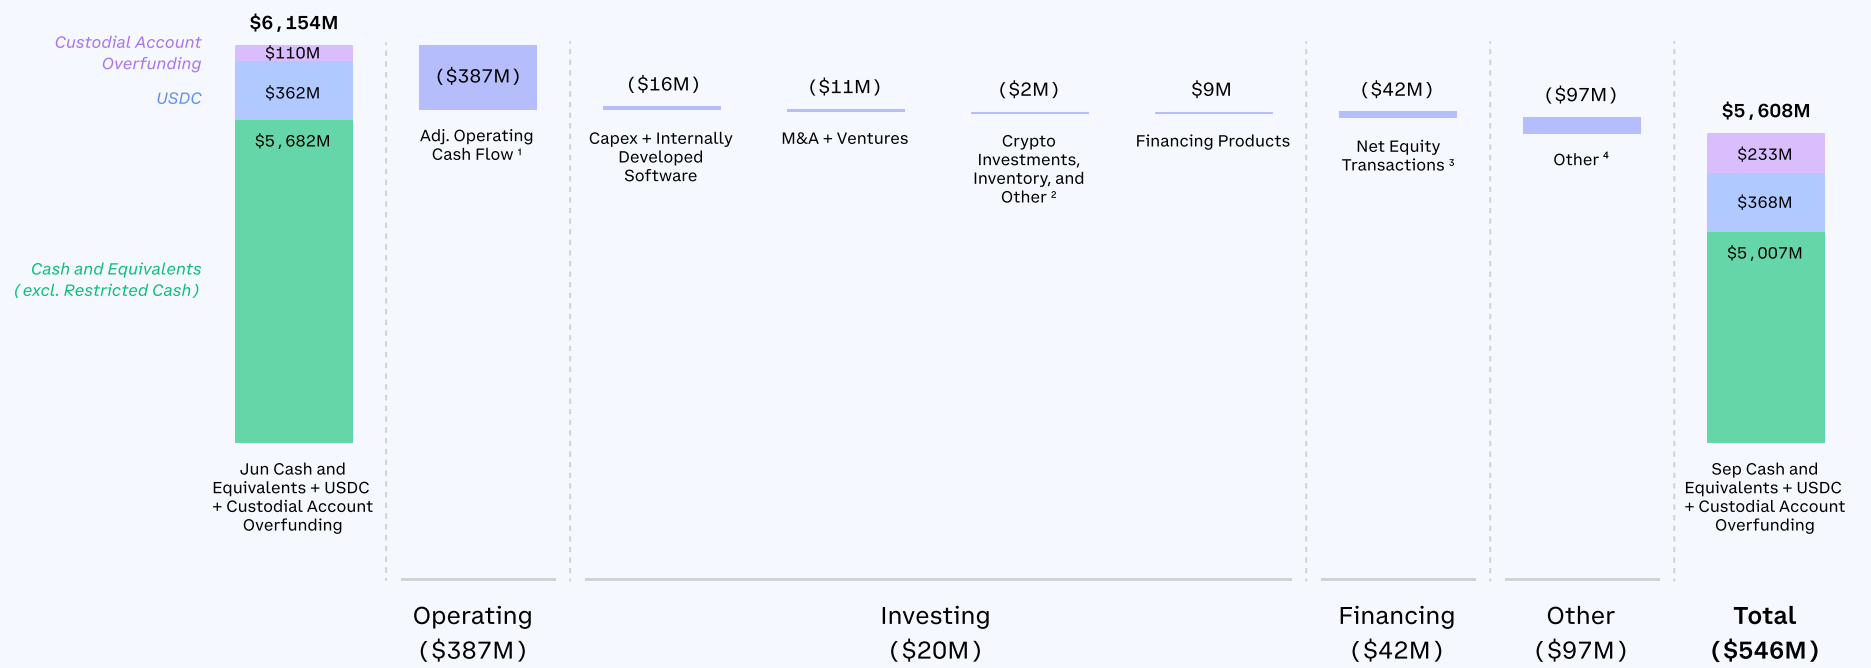 $6,154M
Custodial Account
Overfunding
$110M
USDC
$362M
$5,682M
Cash and Equivalents
(excl. Restricted Cash)
Jun Cash and
Equivalents + USDC
+ Custodial Account
Overfunding
($387M)
Adj. Operating
Cash Flow ¹
($16M)
Capex + Internally
Developed
Software
($11M)
M&A + Ventures
($2M)
Crypto
Investments,
Inventory, and
Other ²
$9M
Financing Products
($42M)
Net Equity
Transactions ³
($97M)
Other ⁴
$5,608M
$233M
$368M
$5,007M
Sep Cash and
Equivalents + USDC
+ Custodial Account
Overfunding
Operating
($387M)
Investing
($20M)
Financing
($42M)
Other
($97M)
Total
($546M)